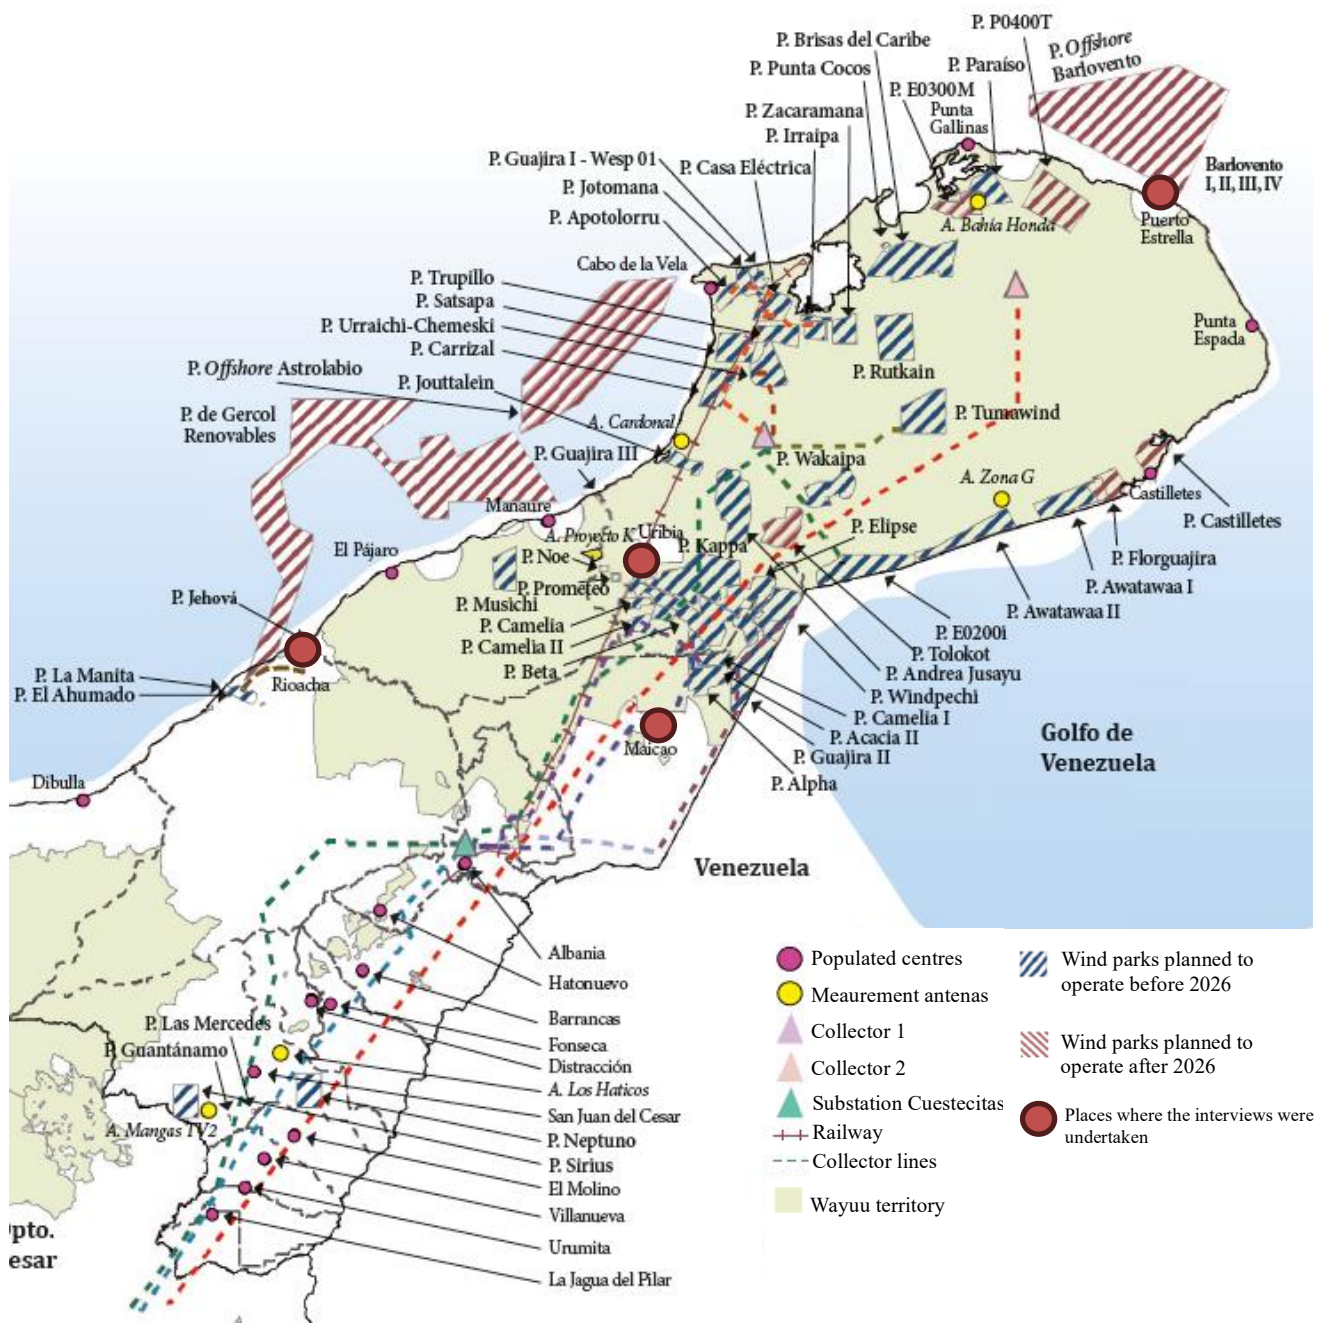 P. P0400T
P. Offshore
Barlovento
P. Brisas del Caribe
P. Paraíso
P. Punta Cocos
P. E0300M
Punta
Gallinas
P. Zacaramana
P. Irraipa
P. Guajira I - Wesp 01
P. Casa Eléctrica
Barlovento
I, II, III, IV
P. Jotomana
P. Apotolorru
A. Bahía Honda
Puerto
Estrella
Cabo de la Vela
P. Trupillo
P. Satsapa
P. Urraichi-Chemeski
P. Carrizal
Punta
Espada
P. Offshore Astrolabio
P. Jouttalein
P. Rutkain
P. de Gercol
Renovables
A. Cardonal
P. Tumawind
P. Guajira III
P. Wakaipa
A. Zona G
Castilletes
Manaure
P. Castilletes
A. Proyecto K
Uribia
P. Elipse
El Pájaro
P. Noe
P. Kappa
P. Florguajira
P. Prometeo
P. Awatawaa I
P. Jehová
P. Musichi
P. Awatawaa II
P. Camelia
P. E0200i
P. Camelia II
P. Tolokot
P. La Manita
P. Beta
P. Andrea Jusayu
P. El Ahumado
Rioacha
P. Windpechi
P. Camelia I
P. Acacia II
Maicao
P. Guajira II
P. Alpha
Golfo de
Venezuela
Dibulla
Venezuela
Albania
Hatonuevo
Barrancas
Fonseca
Distracción
A. Los Haticos
San Juan del Cesar
P. Neptuno
P. Sirius
El Molino
Villanueva
Urumita
La Jagua del Pilar
P. Las Mercedes
P. Guantánamo
A. Mangas TV2
pto.
esar
Populated centres
Meaurement antenas
Collector 1
Collector 2
Substation Cuestecitas
Railway
Collector lines
Wayuu territory
Wind parks planned to
operate before 2026
Wind parks planned to
operate after 2026
Places where the interviews were
undertaken